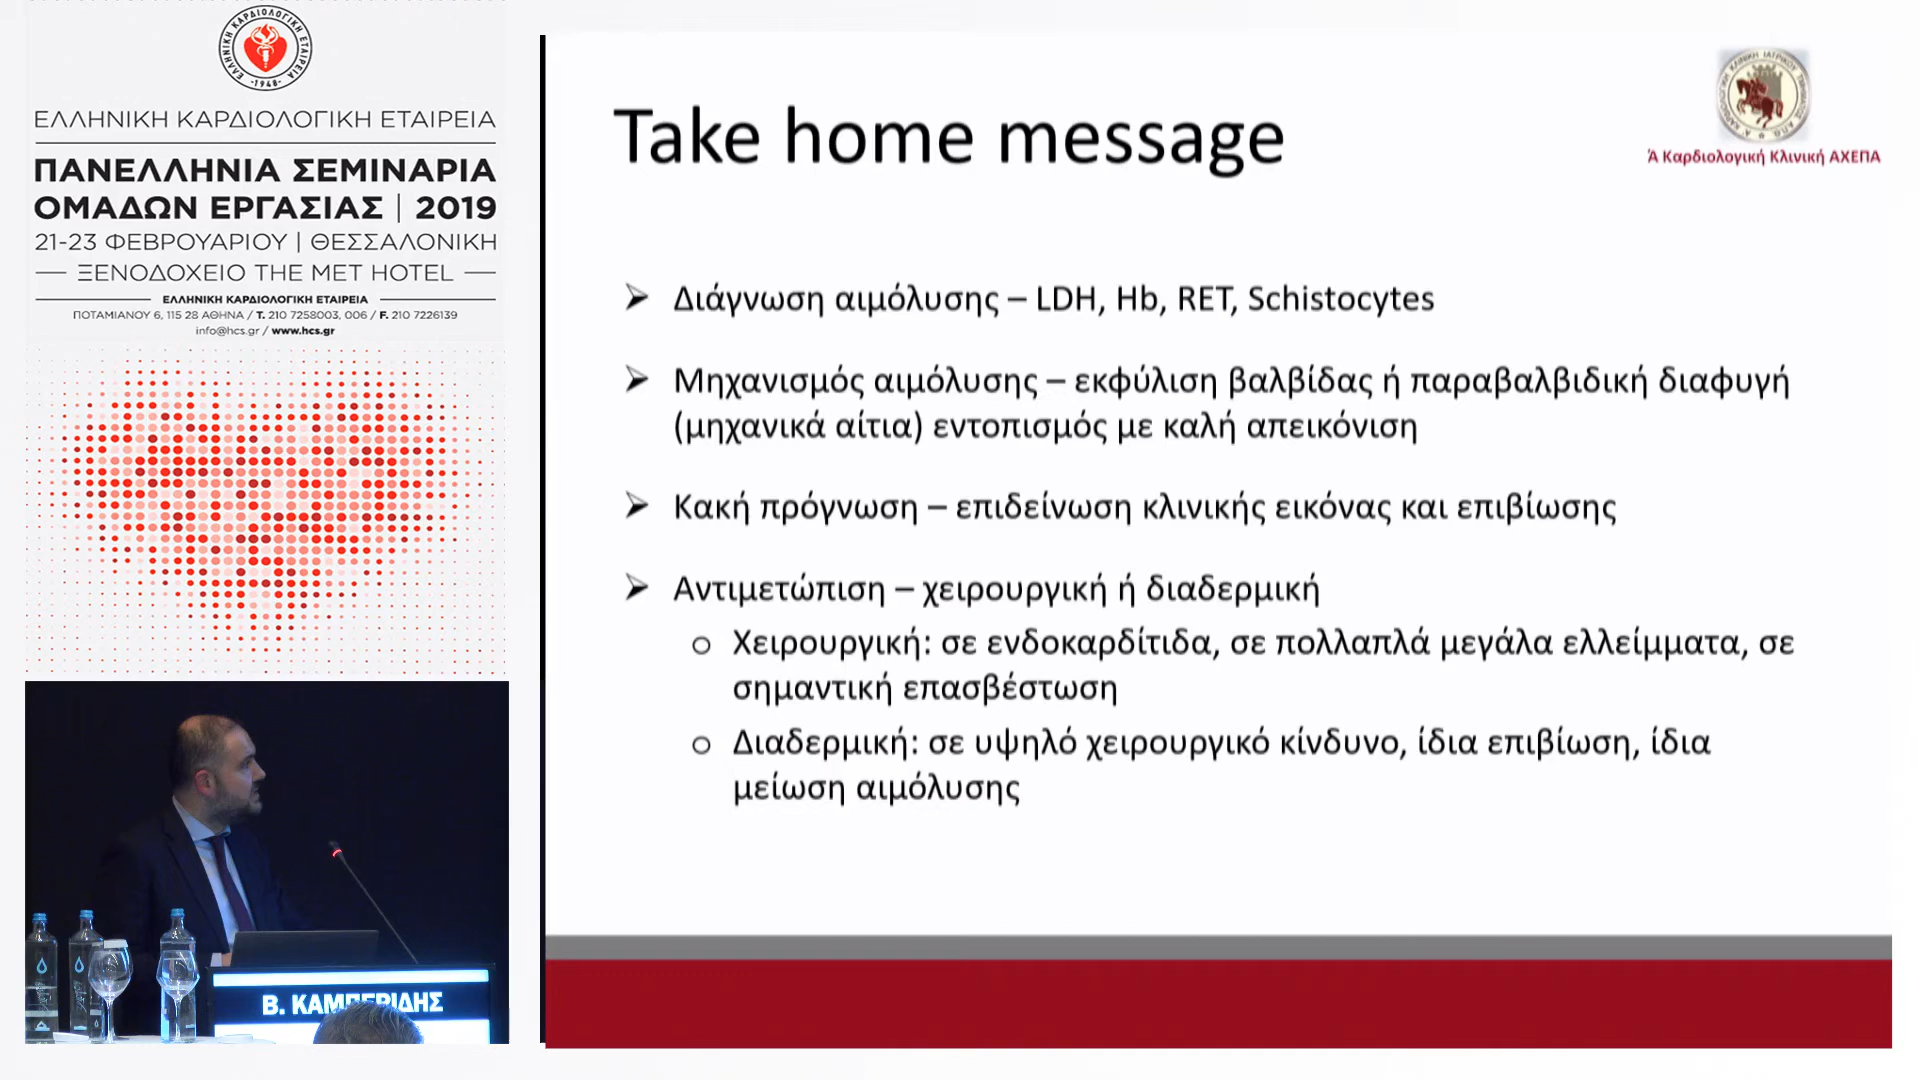 ΕΛΛΗΝΙΚΗ ΚΑΡΔΙΟΛΟΓΙΚΗ ΕΤΑΙΡΕΙΑ
-1948-
ΕΛΛΗΝΙΚΗ ΚΑΡΔΙΟΛΟΓΙΚΗ ΕΤΑΙΡΕΙΑ
ΠΑΝΕΛΛΗΝΙΑ ΣΕΜΙΝΑΡΙΑ
ΟΜΑΔΩΝ ΕΡΓΑΣΙΑΣ | 2019
21-23 ΦΕΒΡΟΥΑΡΙΟΥ | ΘΕΣΣΑΛΟΝΙΚΗ
ΞΕΝΟΔΟΧΕΙΟ THE MET HOTEL
ΕΛΛΗΝΙΚΗ ΚΑΡΔΙΟΛΟΓΙΚΗ ΕΤΑΙΡΕΙΑ
ΠΟΤΑΜΙΑΝΟΥ 6, 115 28 ΑΘΗΝΑ / T. 210 7258003, 006 / F. 210 7226139
info@hcs.gr / www.hcs.gr
Β. ΚΑΜΠΕΡΙΔΗΣ
Take home message
Ά Καρδιολογική Κλινική ΑΧΕΠΑ
➢ Διάγνωση αιμόλυσης – LDH, Hb, RET, Schistocytes
➢ Μηχανισμός αιμόλυσης – εκφύλιση βαλβίδας ή παραβαλβιδική διαφυγή
(μηχανικά αίτια) εντοπισμός με καλή απεικόνιση
➢ Κακή πρόγνωση – επιδείνωση κλινικής εικόνας και επιβίωσης
➢ Αντιμετώπιση – χειρουργική ή διαδερμική
o Χειρουργική: σε ενδοκαρδίτιδα, σε πολλαπλά μεγάλα ελλείμματα, σε
σημαντική επασβέστωση
o Διαδερμική: σε υψηλό χειρουργικό κίνδυνο, ίδια επιβίωση, ίδια
μείωση αιμόλυσης